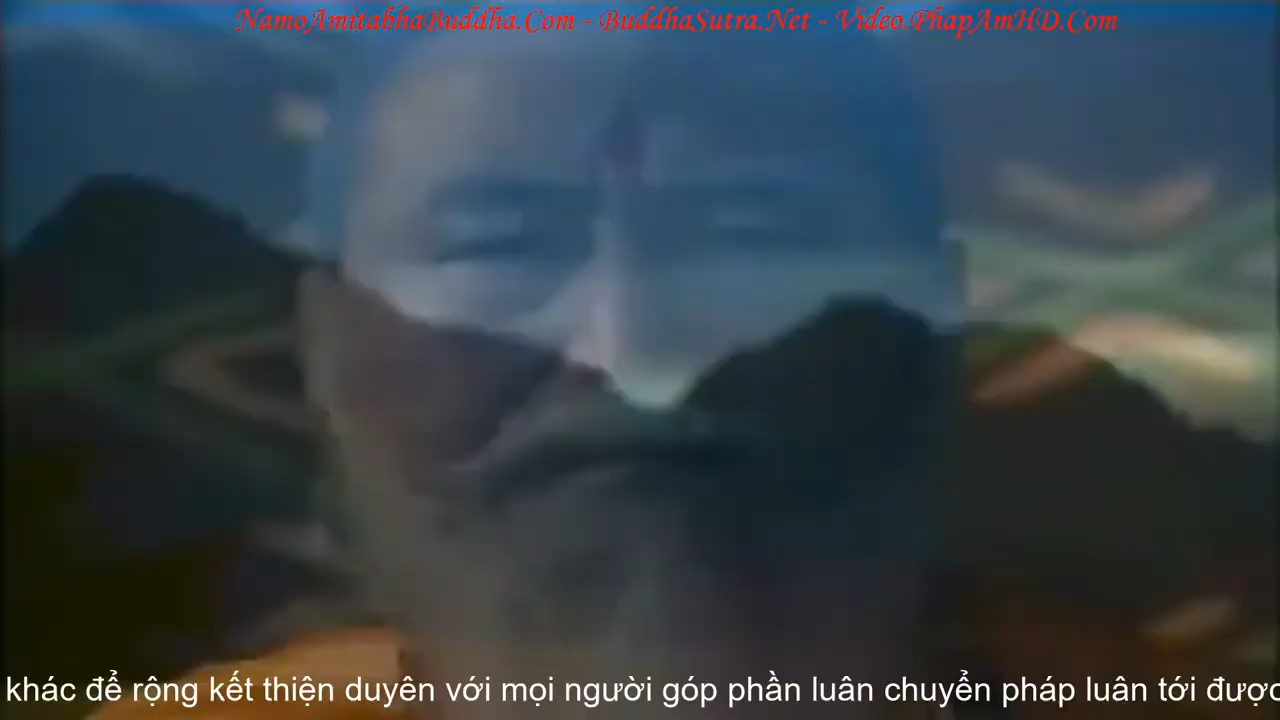 NamoAmitabhaBuddha.Com - BuddhaSutra.Net - Video.PhapAmHD.Com
khác để rộng kết thiện duyên với mọi người góp phần luân chuyển pháp luân tới được